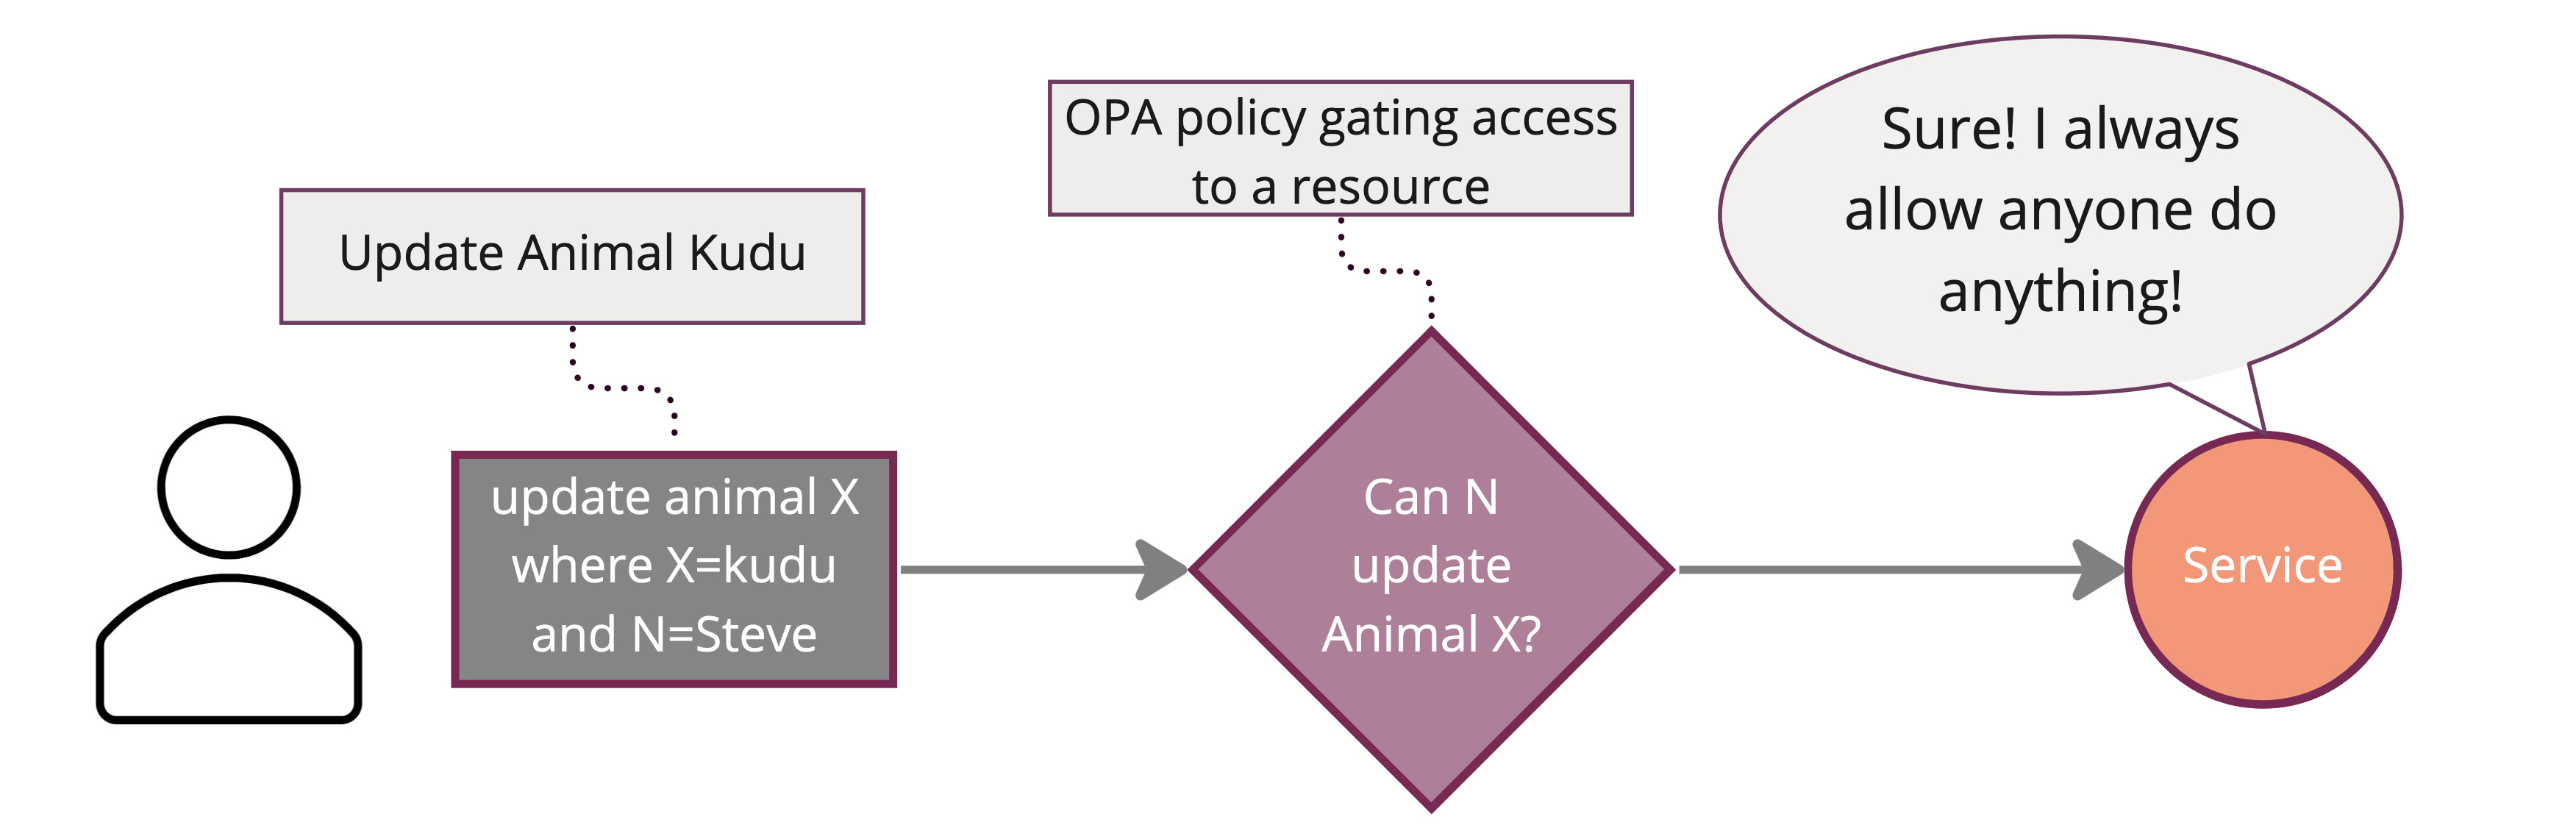 Update Animal Kudu
update animal X
where X=kudu
and N=Steve
OPA policy gating access
to a resource
Can N
update
Animal X?
Sure! I always
allow anyone do
anything!
Service